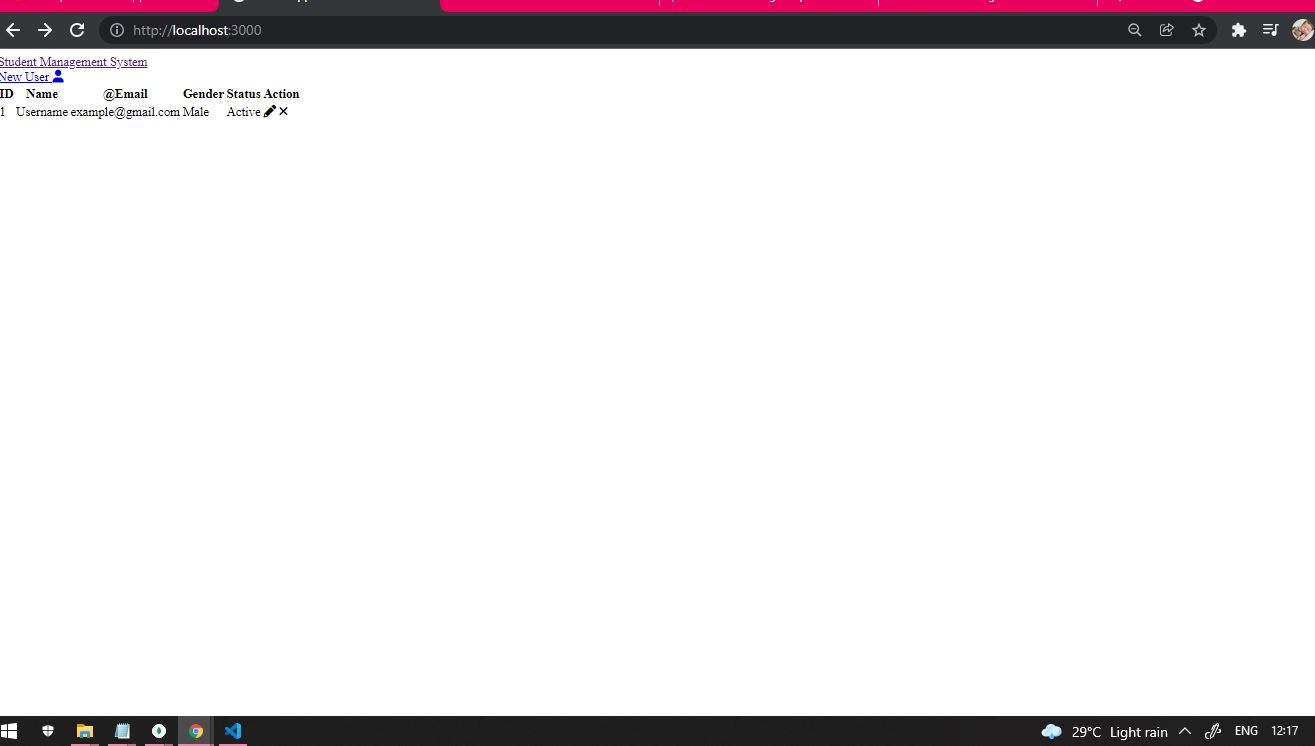 http://localhost:3000
Student Management System
New User
ID Name @Email Gender Status Action
1 Username example@gmail.com Male Active
29°C Light rain ENG 12:17